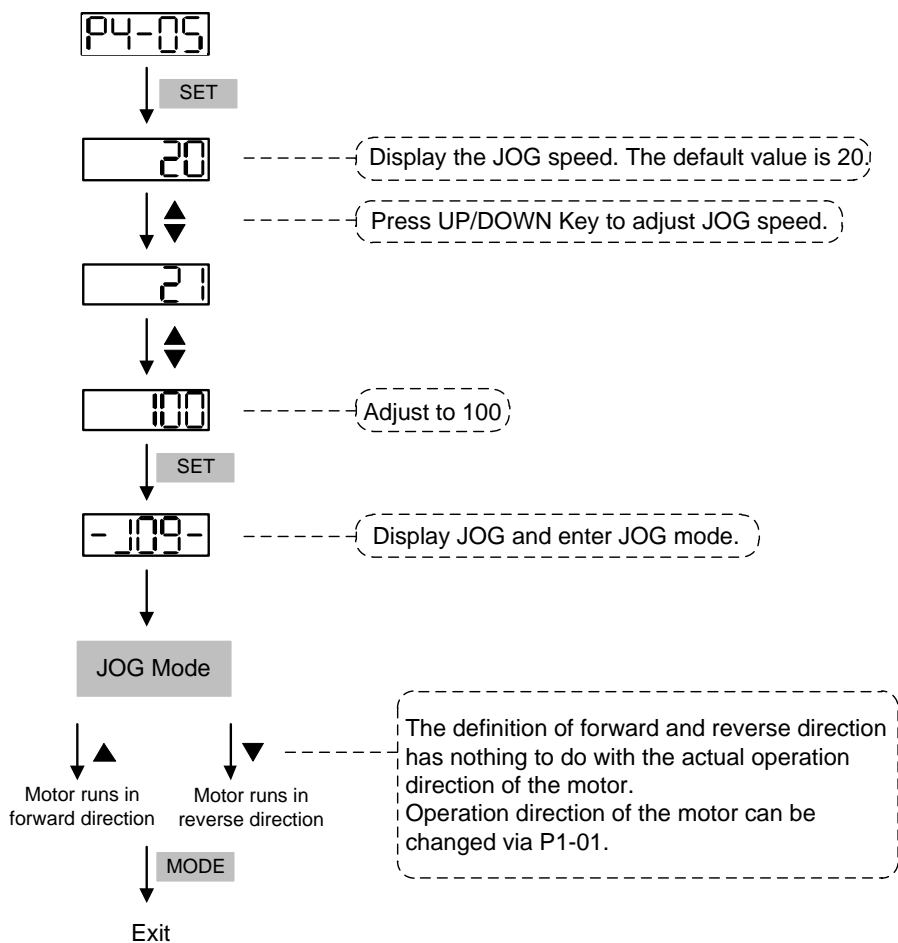 P4-05
SET
20
Display the JOG speed. The default value is 20.
Press UP/DOWN Key to adjust JOG speed.
21
100
Adjust to 100
SET
-JOG-
Display JOG and enter JOG mode.
JOG Mode
The definition of forward and reverse direction
has nothing to do with the actual operation
direction of the motor.
Operation direction of the motor can be
changed via P1-01.
Motor runs in
forward direction
Motor runs in
reverse direction
MODE
Exit